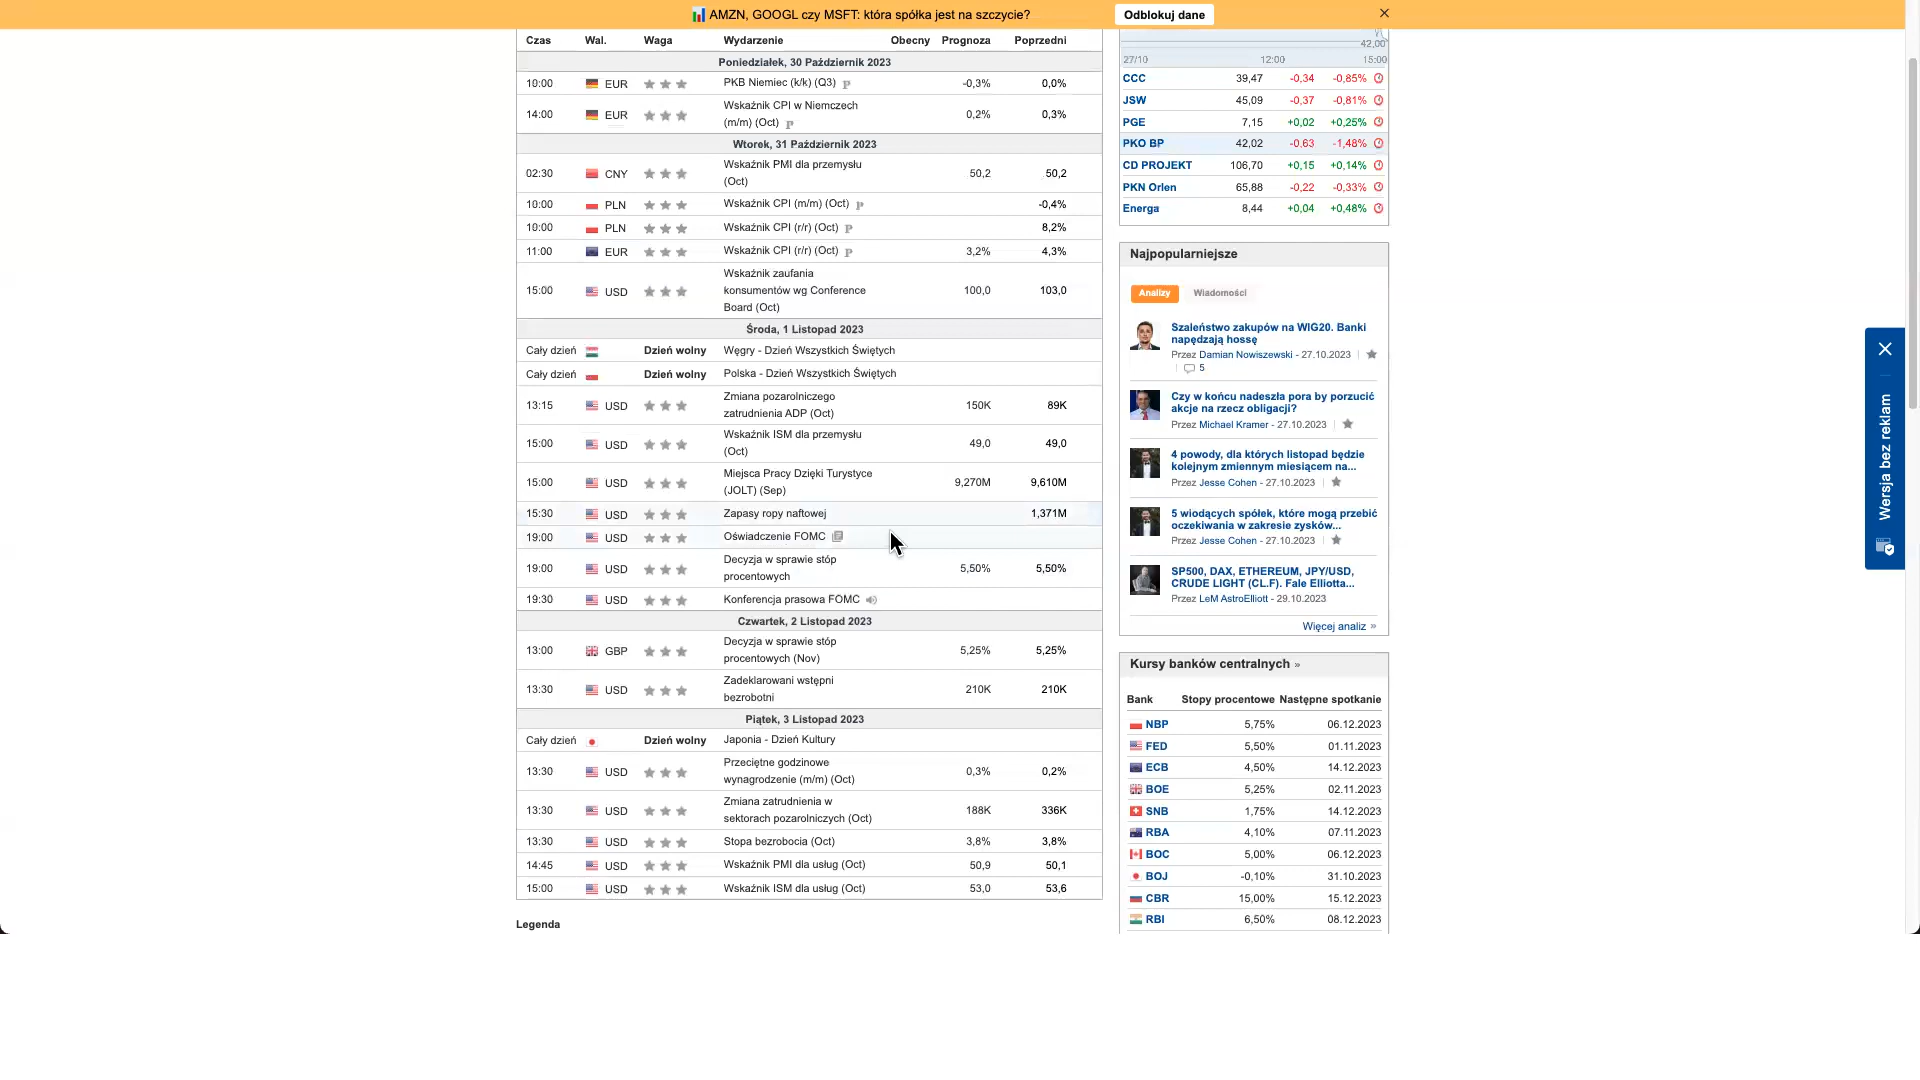 AMZN, GOOGL czy MSFT: która spółka jest na szczycie?
Odblokuj dane
Czas Wal. Waga Wydarzenie Obecny Prognoza Poprzedni
Poniedziałek, 30 Październik 2023
10:00 EUR PKB Niemiec (k/k) (Q3) P -0,3% 0,0%
14:00 EUR Wskaźnik CPI w Niemczech
(m/m) (Oct) P 0,2% 0,3%
Wtorek, 31 Październik 2023
02:30 CNY Wskaźnik PMI dla przemysłu
(Oct) 50,2 50,2
10:00 PLN Wskaźnik CPI (m/m) (Oct) P -0,4%
10:00 PLN Wskaźnik CPI (r/r) (Oct) P 8,2%
11:00 EUR Wskaźnik CPI (r/r) (Oct) P 3,2% 4,3%
15:00 USD Wskaźnik zaufania
konsumentów wg Conference
Board (Oct) 100,0 103,0
Środa, 1 Listopad 2023
Cały dzień Dzień wolny Węgry - Dzień Wszystkich Świętych
Cały dzień Dzień wolny Polska - Dzień Wszystkich Świętych
13:15 USD Zmiana pozarolniczego
zatrudnienia ADP (Oct) 150K 89K
15:00 USD Wskaźnik ISM dla przemysłu
(Oct) 49,0 49,0
15:00 USD Miejsca Pracy Dzięki Turystyce
(JOLT) (Sep) 9,270M 9,610M
15:30 USD Zapasy ropy naftowej 1,371M
19:00 USD Oświadczenie FOMC
19:00 USD Decyzja w sprawie stóp
procentowych 5,50% 5,50%
19:30 USD Konferencja prasowa FOMC
Czwartek, 2 Listopad 2023
13:00 GBP Decyzja w sprawie stóp
procentowych (Nov) 5,25% 5,25%
13:30 USD Zadeklarowani wstępni
bezrobotni 210K 210K
Piątek, 3 Listopad 2023
Cały dzień Dzień wolny Japonia - Dzień Kultury
13:30 USD Przeciętne godzinowe
wynagrodzenie (m/m) (Oct) 0,3% 0,2%
13:30 USD Zmiana zatrudnienia w
sektorach pozarolniczych (Oct) 188K 336K
13:30 USD Stopa bezrobocia (Oct) 3,8% 3,8%
14:45 USD Wskaźnik PMI dla usług (Oct) 50,9 50,1
15:00 USD Wskaźnik ISM dla usług (Oct) 53,0 53,6
Legenda
42,00
27/10 12:00 15:00
CCC 39,47 -0,34 -0,85%
JSW 45,09 -0,37 -0,81%
PGE 7,15 +0,02 +0,25%
PKO BP 42,02 -0,63 -1,48%
CD PROJEKT 106,70 +0,15 +0,14%
PKN Orlen 65,88 -0,22 -0,33%
Energa 8,44 +0,04 +0,48%
Najpopularniejsze
Analizy Wiadomości
Szaleństwo zakupów na WIG20. Banki
napędzają hossę
Przez Damian Nowiszewski - 27.10.2023
5
Czy w końcu nadeszła pora by porzucić
akcje na rzecz obligacji?
Przez Michael Kramer - 27.10.2023
4 powody, dla których listopad będzie
kolejnym zmiennym miesiącem na...
Przez Jesse Cohen - 27.10.2023
5 wiodących spółek, które mogą przebić
oczekiwania w zakresie zysków...
Przez Jesse Cohen - 27.10.2023
SP500, DAX, ETHEREUM, JPY/USD,
CRUDE LIGHT (CL.F). Fale Elliotta...
Przez LeM AstroElliott - 29.10.2023
Więcej analiz »
Kursy banków centralnych »
Bank Stopy procentowe Następne spotkanie
NBP 5,75% 06.12.2023
FED 5,50% 01.11.2023
ECB 4,50% 14.12.2023
BOE 5,25% 02.11.2023
SNB 1,75% 14.12.2023
RBA 4,10% 07.11.2023
BOC 5,00% 06.12.2023
BOJ -0,10% 31.10.2023
CBR 15,00% 15.12.2023
RBI 6,50% 08.12.2023
Wersja bez reklam